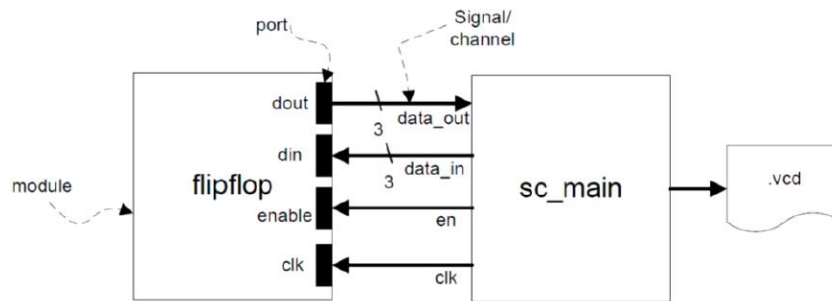 port
Signal/
channel
dout
3
data_out
din
3
data_in
flipflop
module
enable
en
clk
clk
sc_main
.vcd